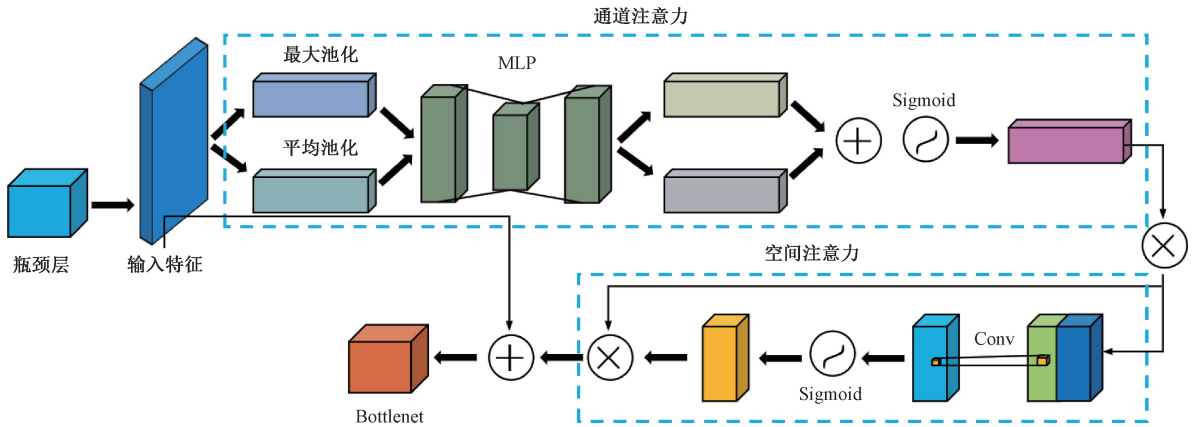 通道注意力
最大池化
MLP
Sigmoid
平均池化
瓶颈层
输入特征
空间注意力
Conv
Sigmoid
Bottlenet